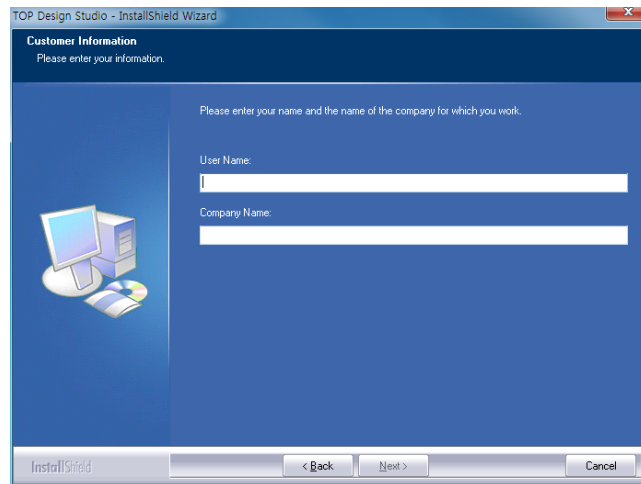 TOP Design Studio - InstallShield Wizard
Customer Information
Please enter your information.
Please enter your name and the name of the company for which you work.
User Name:
Company Name:
InstallShield
< Back
Next >
Cancel